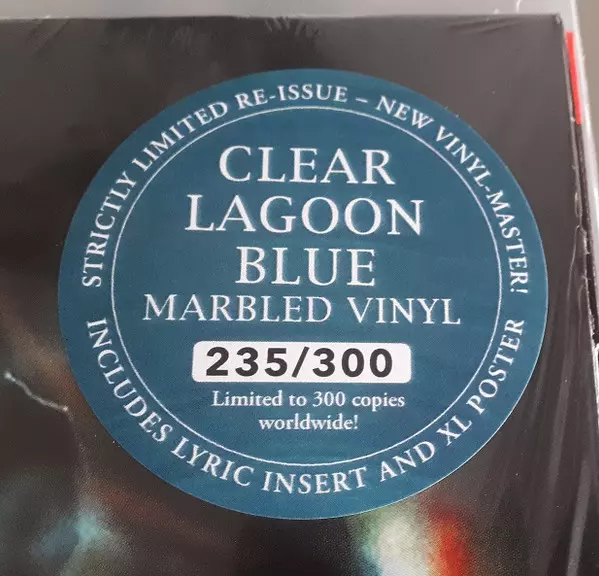 STRICTLY LIMITED RE-ISSUE – NEW VINYL-MASTER!
CLEAR
LAGOON
BLUE
MARBLED VINYL
235/300
Limited to 300 copies
worldwide!
INCLUDES LYRIC INSERT AND XL POSTER